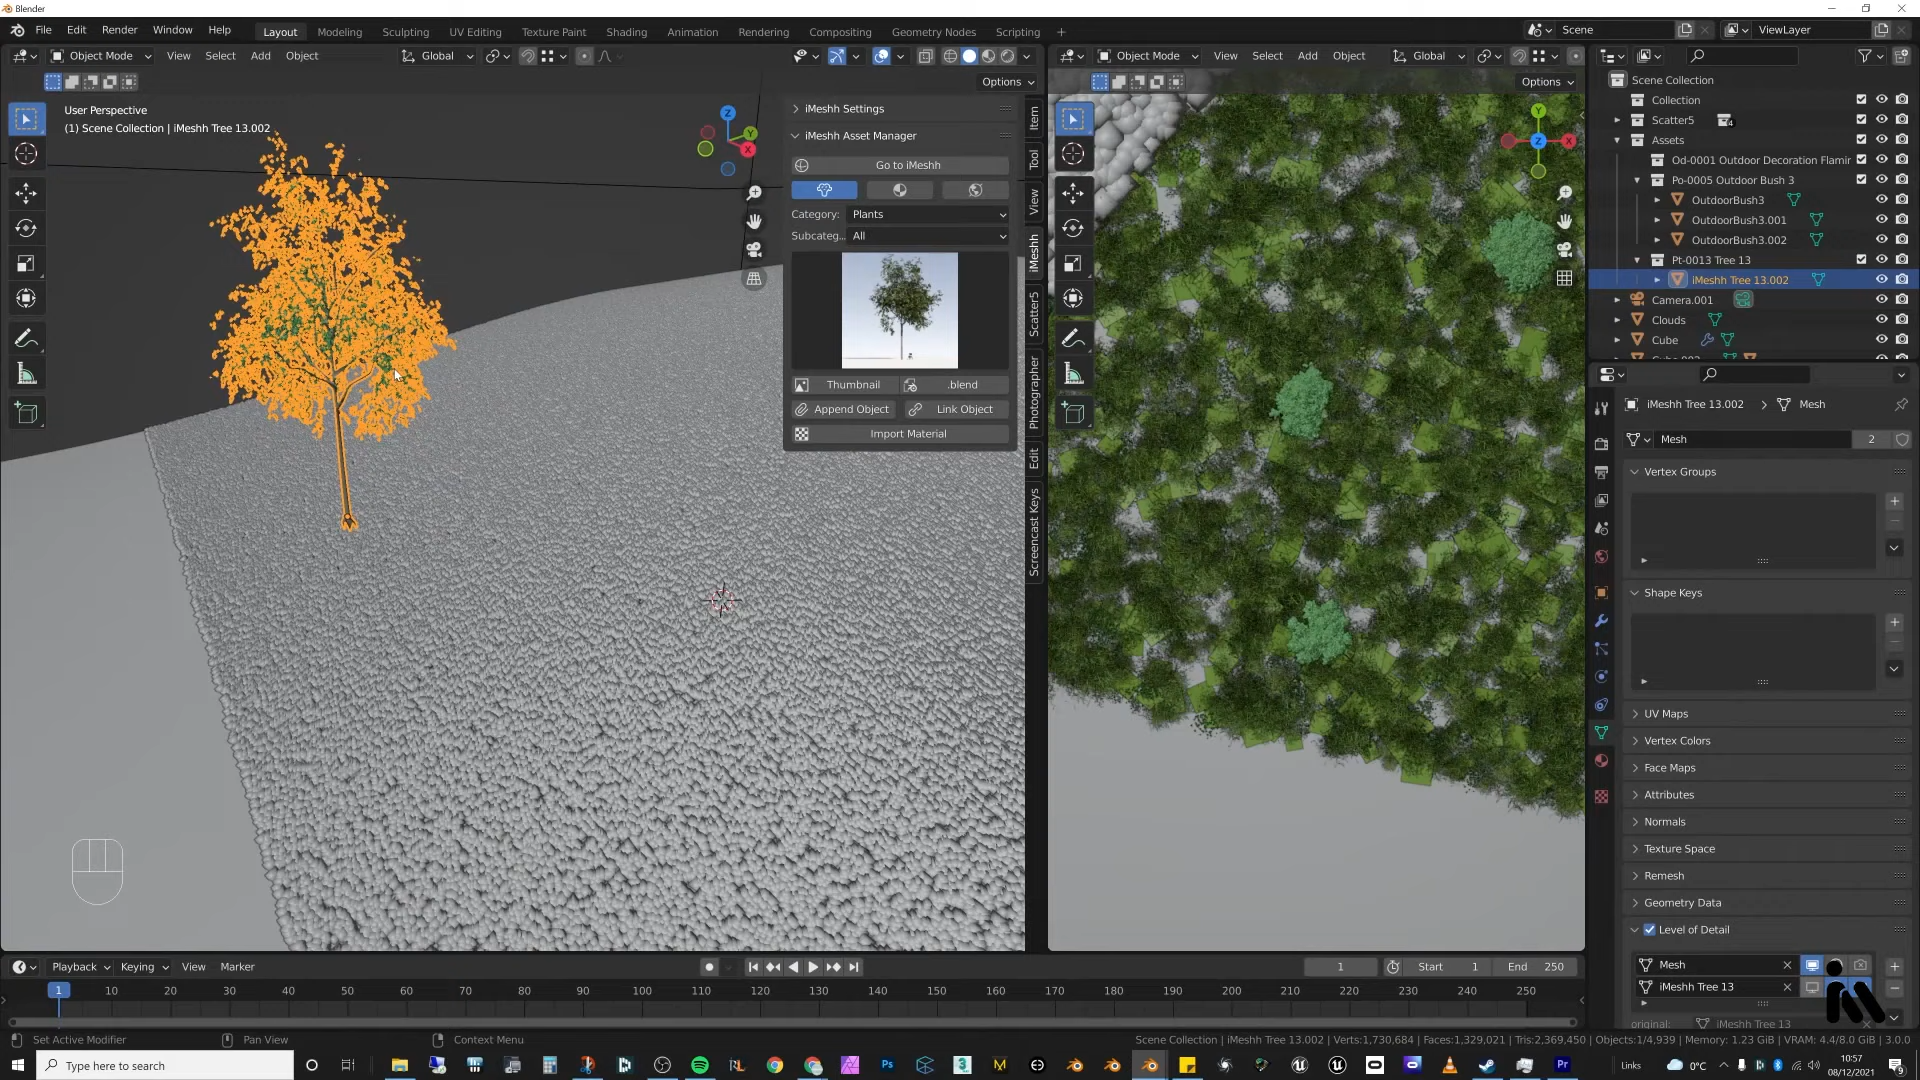 Blender
File Edit Render Window Help Layout Modeling Sculpting UV Editing Texture Paint Shading Animation Rendering Compositing Geometry Nodes Scripting Scene ViewLayer
Object Mode View Select Add Object Global
Object Mode View Select Add Object Global
Options
Options
User Perspective
(1) Scene Collection | iMeshh Tree 13.002
Z
Y
X
iMeshh Settings
iMeshh Asset Manager
Go to iMeshh
Category: Plants
Subcateg... All
Thumbnail .blend
Append Object Link Object
Import Material
Item
Tool
View
iMeshh
Scatter5
Photographer
Edit
Screencast Keys
Y
Z
X
Scene Collection
Collection
Scatter5 4
Assets
Od-0001 Outdoor Decoration Flamir
Po-0005 Outdoor Bush 3
OutdoorBush3
OutdoorBush3.001
OutdoorBush3.002
Pt-0013 Tree 13
iMeshh Tree 13.002
Camera.001
Clouds
Cube
iMeshh Tree 13.002 Mesh
Mesh 2
Vertex Groups
Shape Keys
UV Maps
Vertex Colors
Face Maps
Attributes
Normals
Texture Space
Remesh
Geometry Data
Level of Detail
Mesh
iMeshh Tree 13
original: iMeshh Tree 13
Playback Keying View Marker 1 Start 1 End 250
1 10 20 30 40 50 60 70 80 90 100 110 120 130 140 150 160 170 180 190 200 210 220 230 240 250
Set Active Modifier Pan View Context Menu Scene Collection | iMeshh Tree 13.002 | Verts:1,730,684 | Faces:1,329,021 | Tris:2,369,450 | Objects:1/4,939 | Memory: 1.23 GiB | VRAM: 4.4/8.0 GiB | 3.0.0
Type here to search Links 0°C 10:57
08/12/2021